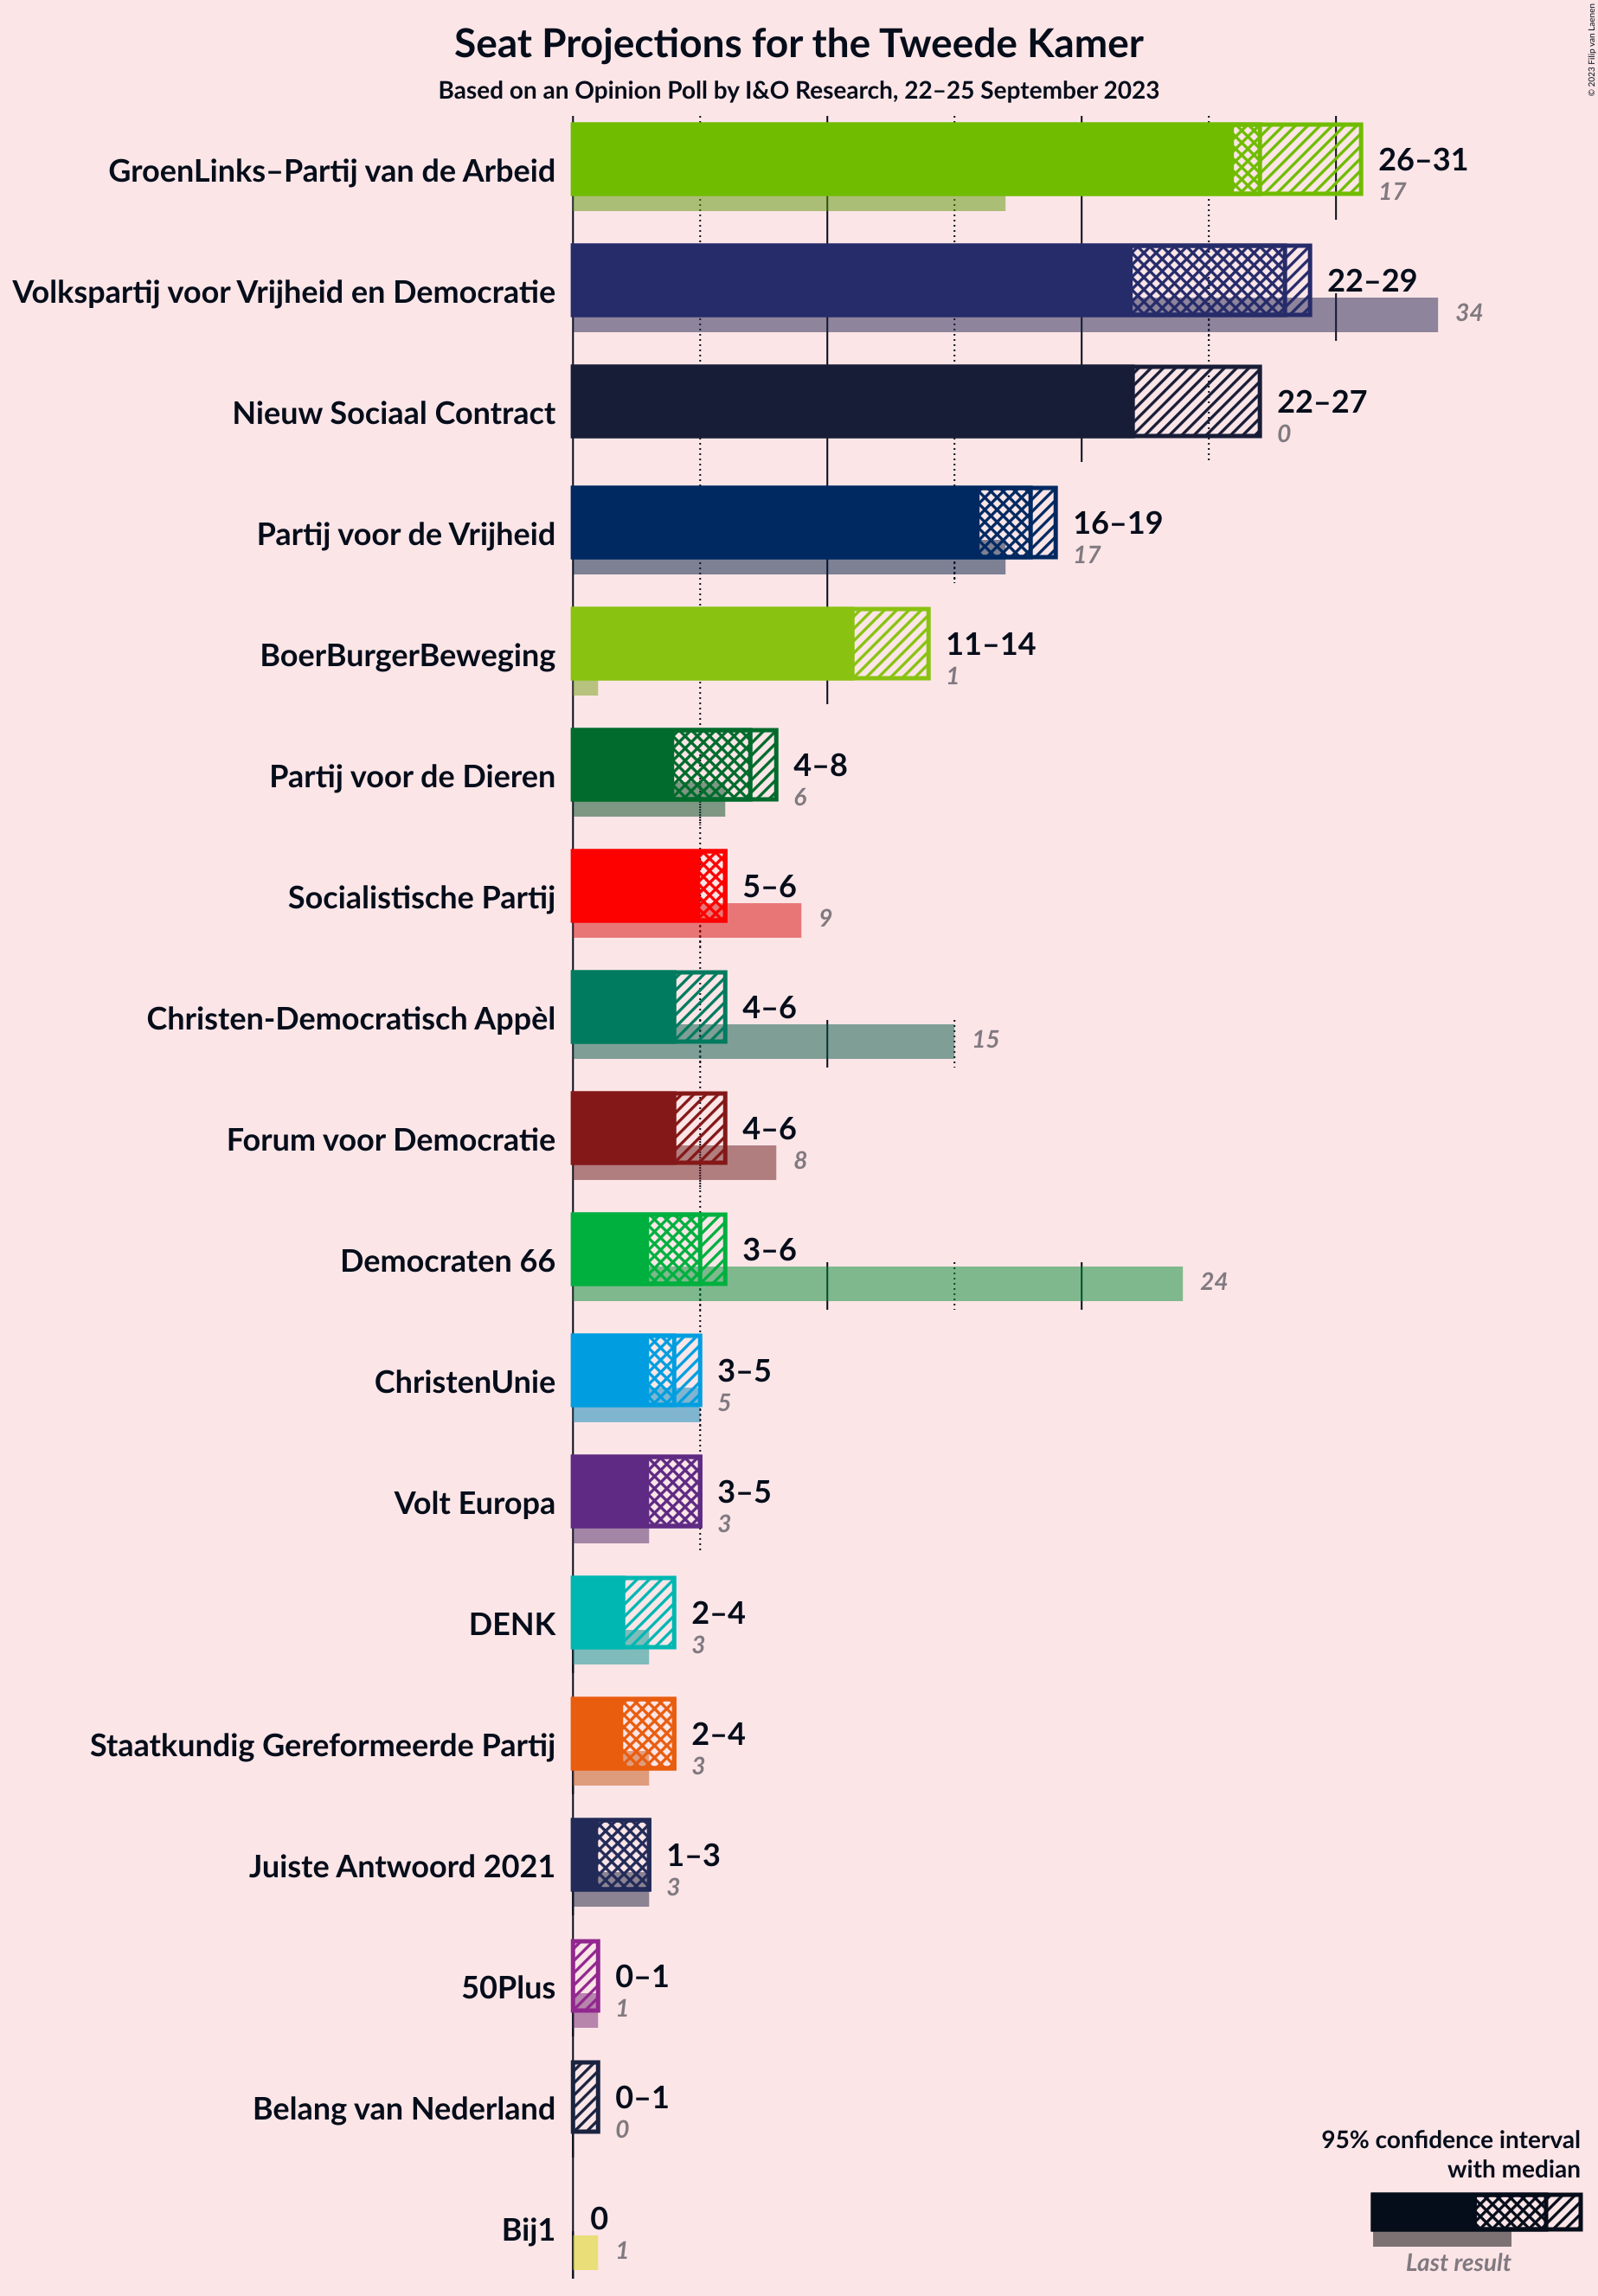 Seat Projections for the Tweede Kamer
Based on an Opinion Poll by I&O Research, 22–25 September 2023
© 2023 Filip van Laenen
GroenLinks–Partij van de Arbeid
26–31
17
Volkspartij voor Vrijheid en Democratie
22–29
34
Nieuw Sociaal Contract
22–27
0
Partij voor de Vrijheid
16–19
17
BoerBurgerBeweging
11–14
1
Partij voor de Dieren
4–8
6
Socialistische Partij
5–6
9
Christen-Democratisch Appèl
4–6
15
Forum voor Democratie
4–6
8
Democraten 66
3–6
24
ChristenUnie
3–5
5
Volt Europa
3–5
3
DENK
2–4
3
Staatkundig Gereformeerde Partij
2–4
3
Juiste Antwoord 2021
1–3
3
50Plus
0–1
1
Belang van Nederland
0–1
0
Bij1
0
1
95% confidence interval
with median
Last result